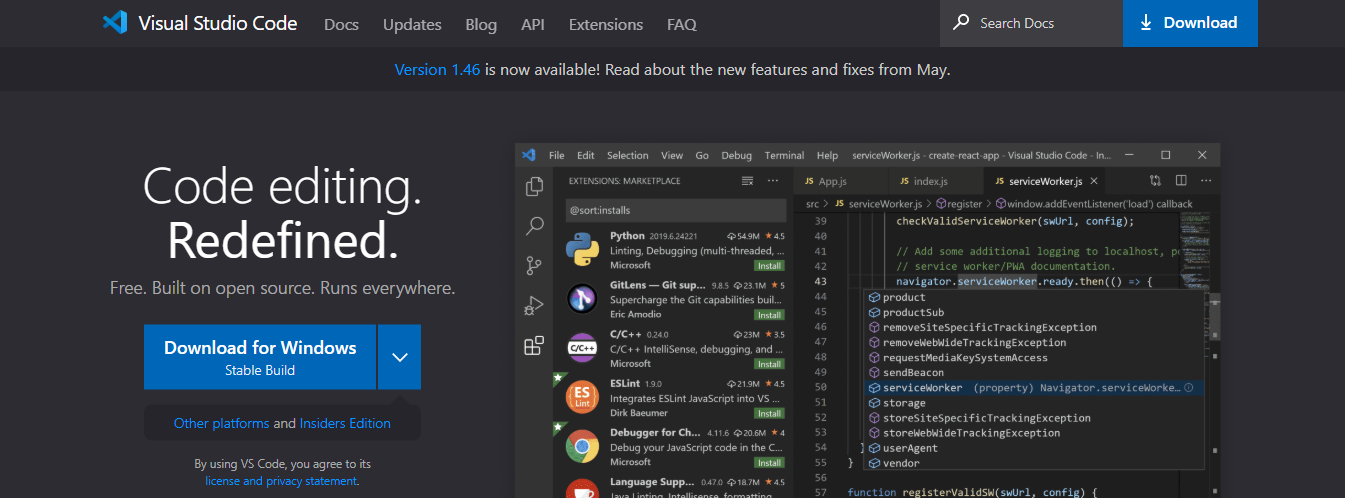 Visual Studio Code Docs Updates Blog API Extensions FAQ Search Docs Download
Version 1.46 is now available! Read about the new features and fixes from May.
Code editing.
Redefined.
Free. Built on open source. Runs everywhere.
Download for Windows
Stable Build
Other platforms and Insiders Edition
By using VS Code, you agree to its
license and privacy statement.
File Edit Selection View Go Debug Terminal Help serviceWorker.js - create-react-app - Visual Studio Code - In...
EXTENSIONS: MARKETPLACE
@sort:installs
Python 2019.6.24221 54.9M ★ 4.5
Linting, Debugging (multi-threaded, ...
Microsoft Install
GitLens — Git sup... 9.8.5 23.1M ★ 5
Supercharge the Git capabilities buil...
Eric Amodio Install
C/C++ 0.24.0 23M ★ 3.5
C/C++ IntelliSense, debugging, and ...
Microsoft Install
ESLint 1.9.0 21.9M ★ 4.5
Integrates ESLint JavaScript into VS ...
Dirk Baeumer Install
Debugger for Ch... 4.11.6 20.6M ★ 4
Debug your JavaScript code in the C...
Microsoft Install
Language Supp... 0.47.0 18.7M ★ 4.5
Java Linting, Intellisense, formatting,
C/C++
ES
Lint
JS App.js JS index.js JS serviceWorker.js
src > JS serviceWorker.js > register > window.addEventListener('load') callback
39 checkValidServiceWorker(swUrl, config);
40
41 // Add some additional logging to localhost, p
42 // service worker/PWA documentation.
43 navigator.serviceWorker.ready.then(() => {
44 product
45 productSub
46 removeSiteSpecificTrackingException
47 removeWebWideTrackingException
48 requestMediaKeySystemAccess
49 sendBeacon
50 serviceWorker (property) Navigator.serviceWorke...
51 storage
52 storeSiteSpecificTrackingException
53 storeWebWideTrackingException
54 } userAgent
55 } vendor
56
57 function registerValidSW(swUrl, config) {